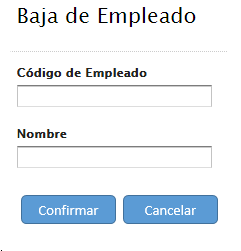 Baja de Empleado
Código de Empleado
Nombre
Confirmar Cancelar